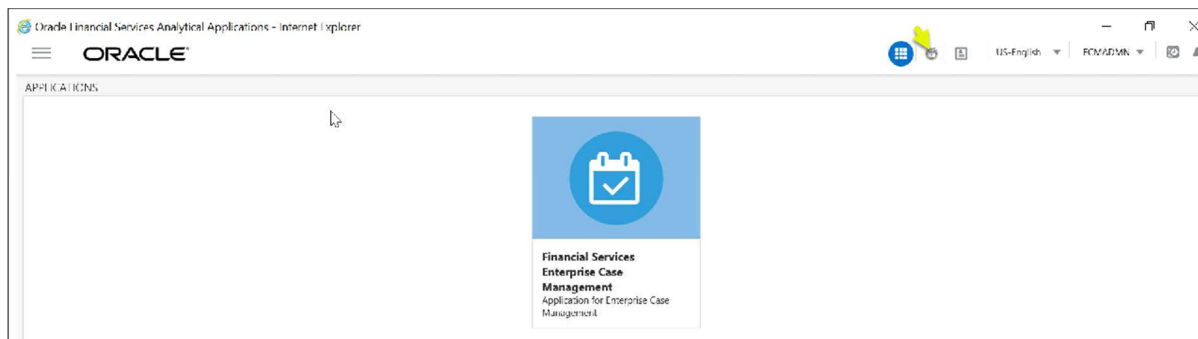 Oracle Financial Services Analytical Applications - Internet Explorer
ORACLE
US-English
ECMADMN
APPLICATIONS
Financial Services
Enterprise Case
Management
Application for Enterprise Case
Management